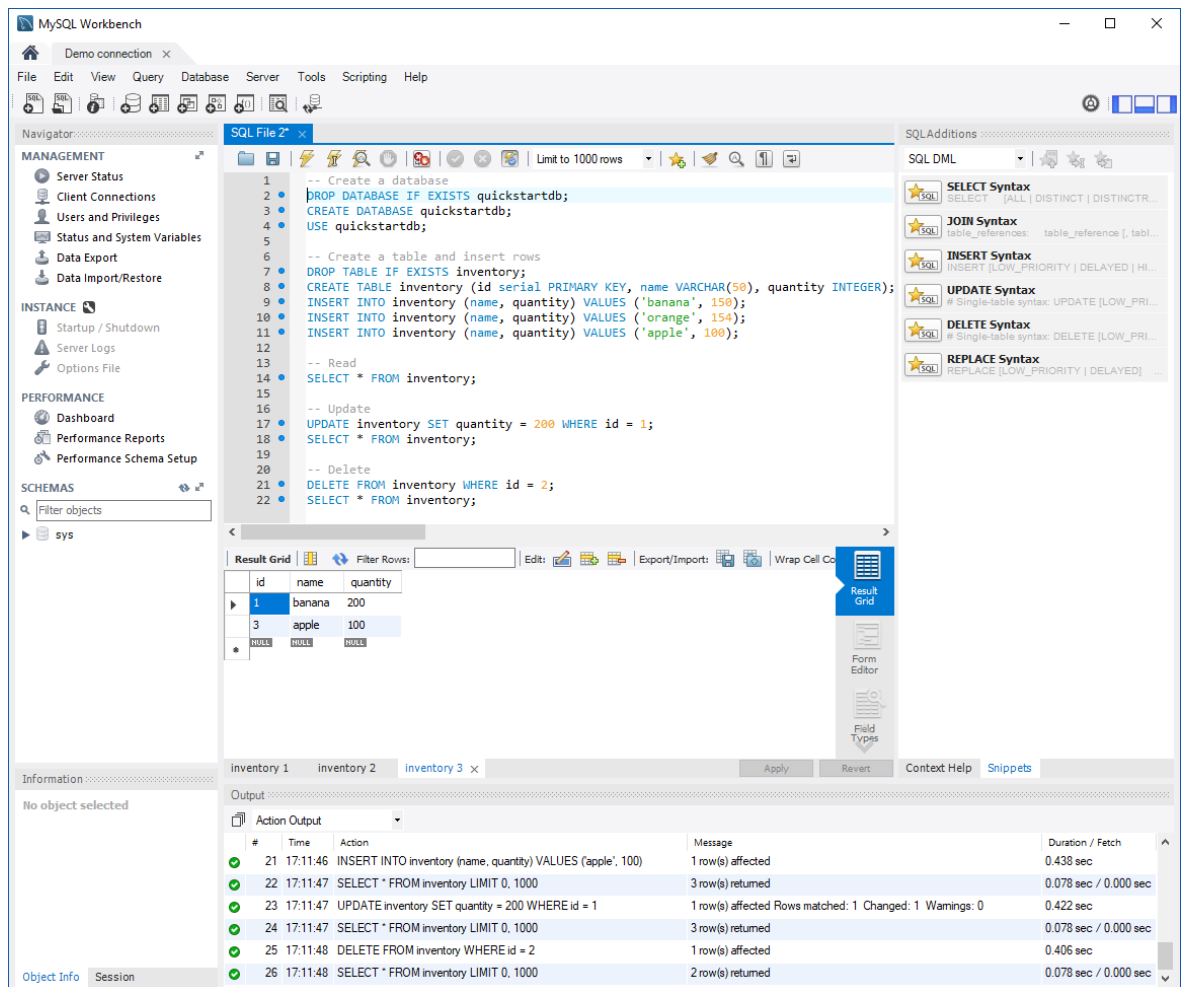 MySQL Workbench
Demo connection
File Edit View Query Database Server Tools Scripting Help
Navigator
MANAGEMENT
Server Status
Client Connections
Users and Privileges
Status and System Variables
Data Export
Data Import/Restore
INSTANCE
Startup / Shutdown
Server Logs
Options File
PERFORMANCE
Dashboard
Performance Reports
Performance Schema Setup
SCHEMAS
Filter objects
sys
Information
No object selected
Object Info Session
SQL File 2*
Limit to 1000 rows
1 -- Create a database
2 DROP DATABASE IF EXISTS quickstartdb;
3 CREATE DATABASE quickstartdb;
4 USE quickstartdb;
5
6 -- Create a table and insert rows
7 DROP TABLE IF EXISTS inventory;
8 CREATE TABLE inventory (id serial PRIMARY KEY, name VARCHAR(50), quantity INTEGER);
9 INSERT INTO inventory (name, quantity) VALUES ('banana', 150);
10 INSERT INTO inventory (name, quantity) VALUES ('orange', 154);
11 INSERT INTO inventory (name, quantity) VALUES ('apple', 100);
12
13 -- Read
14 SELECT * FROM inventory;
15
16 -- Update
17 UPDATE inventory SET quantity = 200 WHERE id = 1;
18 SELECT * FROM inventory;
19
20 -- Delete
21 DELETE FROM inventory WHERE id = 2;
22 SELECT * FROM inventory;
Result Grid Filter Rows: Edit: Export/Import: Wrap Cell Co
id name quantity
1 banana 200
3 apple 100
NULL NULL NULL
Result
Grid
Form
Editor
Field
Types
inventory 1 inventory 2 inventory 3
Apply Revert
SQLAdditions
SQL DML
SELECT Syntax
SELECT [ALL | DISTINCT | DISTINCTR...
JOIN Syntax
table_references: table_reference [, tabl...
INSERT Syntax
INSERT [LOW_PRIORITY | DELAYED | HI...
UPDATE Syntax
# Single-table syntax: UPDATE [LOW_PRI...
DELETE Syntax
# Single-table syntax: DELETE [LOW_PRI...
REPLACE Syntax
REPLACE [LOW_PRIORITY | DELAYED] ...
Context Help Snippets
Output
Action Output
# Time Action Message Duration / Fetch
21 17:11:46 INSERT INTO inventory (name, quantity) VALUES ('apple', 100) 1 row(s) affected 0.438 sec
22 17:11:47 SELECT * FROM inventory LIMIT 0, 1000 3 row(s) returned 0.078 sec / 0.000 sec
23 17:11:47 UPDATE inventory SET quantity = 200 WHERE id = 1 1 row(s) affected Rows matched: 1 Changed: 1 Warnings: 0 0.422 sec
24 17:11:47 SELECT * FROM inventory LIMIT 0, 1000 3 row(s) returned 0.078 sec / 0.000 sec
25 17:11:48 DELETE FROM inventory WHERE id = 2 1 row(s) affected 0.406 sec
26 17:11:48 SELECT * FROM inventory LIMIT 0, 1000 2 row(s) returned 0.078 sec / 0.000 sec